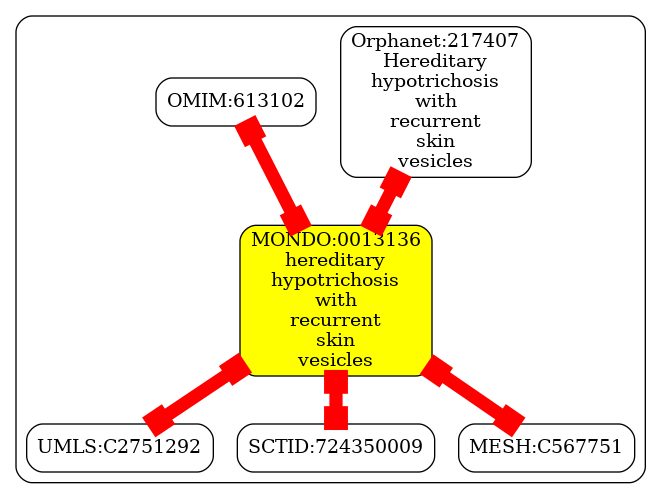 Orphanet:217407
Hereditary
hypotrichosis
with
recurrent
skin
vesicles
OMIM:613102
MONDO:0013136
hereditary
hypotrichosis
with
recurrent
skin
vesicles
UMLS:C2751292
SCTID:724350009
MESH:C567751